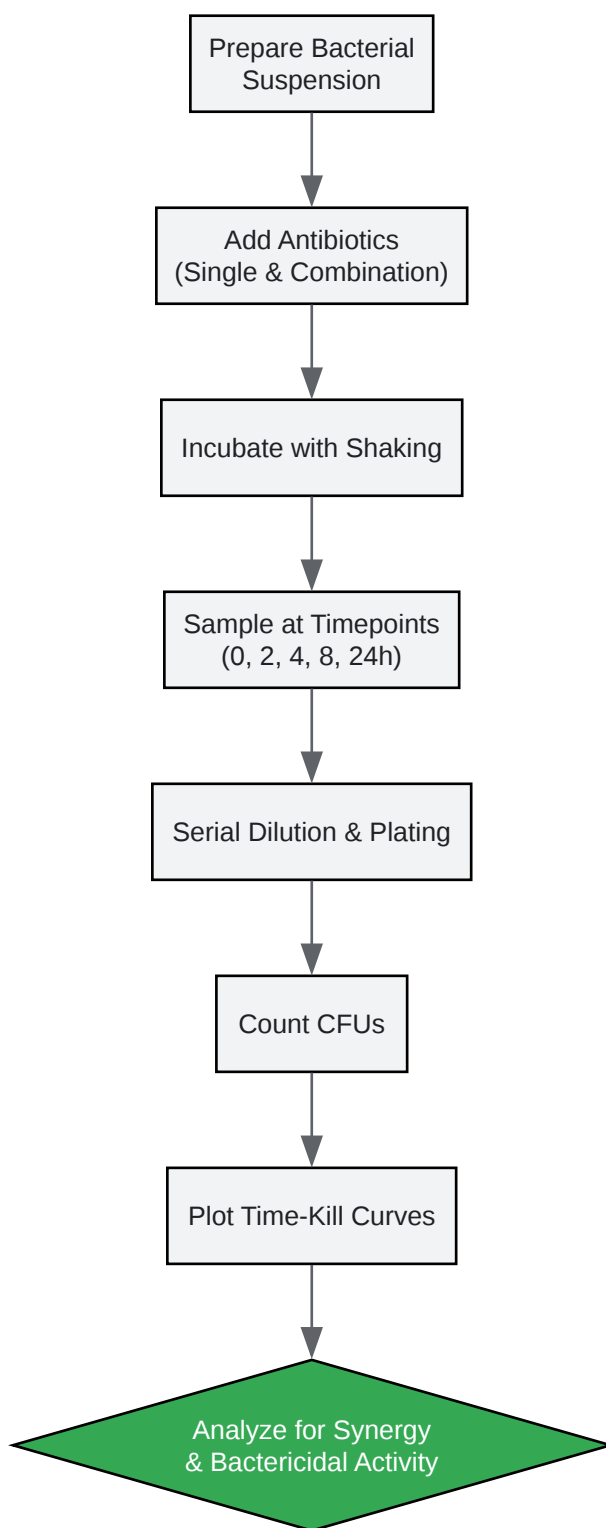 Prepare Bacterial
Suspension
Add Antibiotics
(Single & Combination)
Incubate with Shaking
Sample at Timepoints
(0, 2, 4, 8, 24h)
Serial Dilution & Plating
Count CFUs
Plot Time-Kill Curves
Analyze for Synergy
& Bactericidal Activity